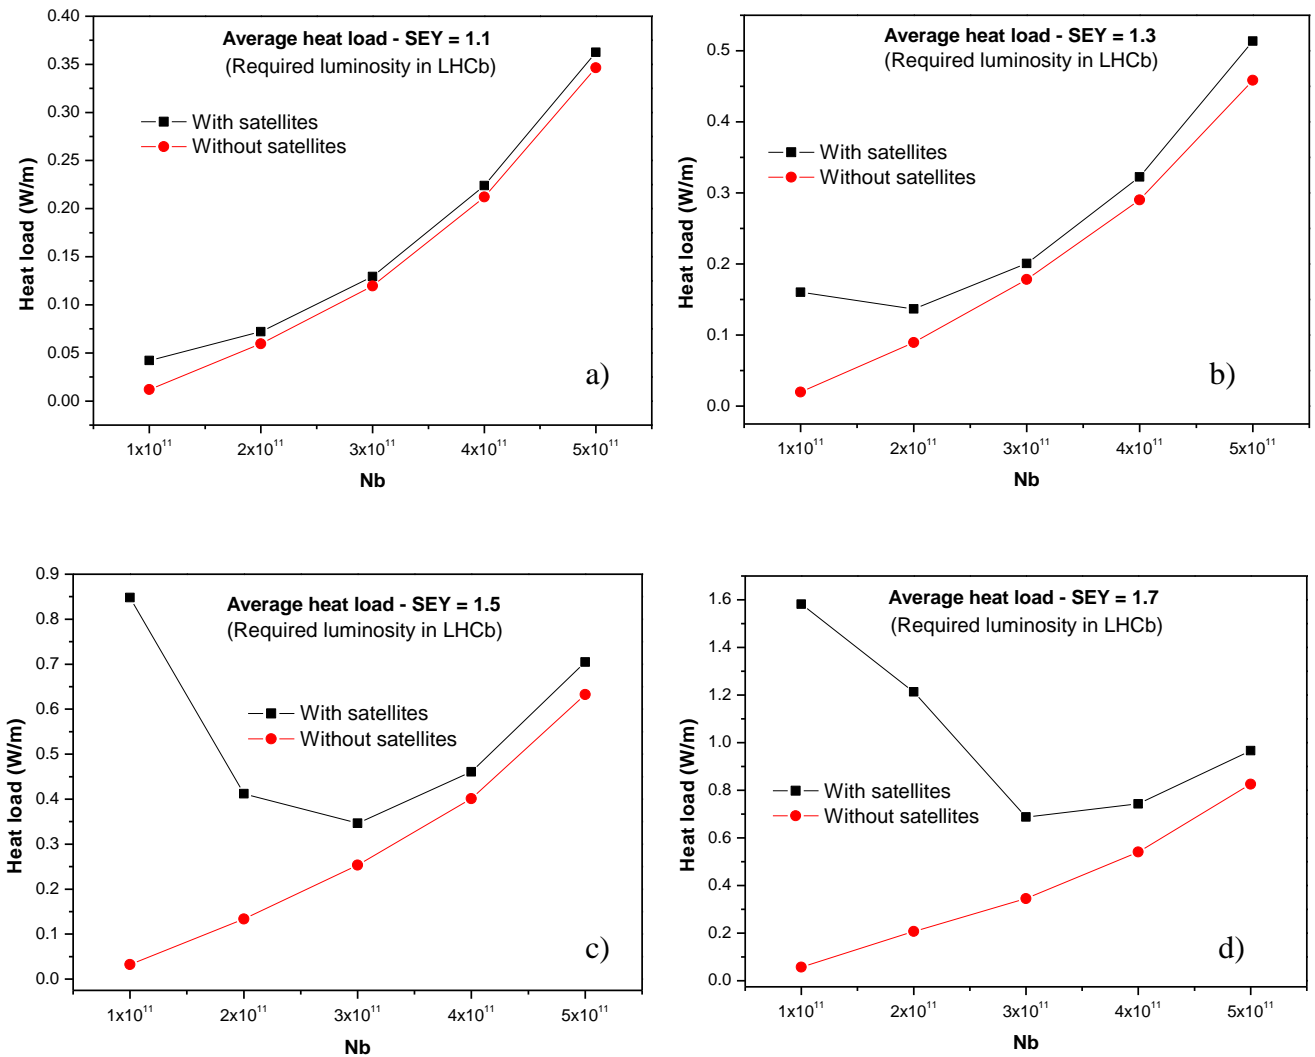 Average heat load - SEY = 1.1
(Required luminosity in LHCb)
With satellites
Without satellites
0.40
0.35
0.30
0.25
0.20
0.15
0.10
0.05
0.00
Heat load (W/m)
a)
1x10¹¹ 2x10¹¹ 3x10¹¹ 4x10¹¹ 5x10¹¹
Nb
Average heat load - SEY = 1.3
(Required luminosity in LHCb)
With satellites
Without satellites
0.5
0.4
0.3
0.2
0.1
0.0
Heat load (W/m)
b)
1x10¹¹ 2x10¹¹ 3x10¹¹ 4x10¹¹ 5x10¹¹
Nb
Average heat load - SEY = 1.5
(Required luminosity in LHCb)
With satellites
Without satellites
0.9
0.8
0.7
0.6
0.5
0.4
0.3
0.2
0.1
0.0
Heat load (W/m)
c)
1x10¹¹ 2x10¹¹ 3x10¹¹ 4x10¹¹ 5x10¹¹
Nb
Average heat load - SEY = 1.7
(Required luminosity in LHCb)
With satellites
Without satellites
1.6
1.4
1.2
1.0
0.8
0.6
0.4
0.2
0.0
Heat load (W/m)
d)
1x10¹¹ 2x10¹¹ 3x10¹¹ 4x10¹¹ 5x10¹¹
Nb